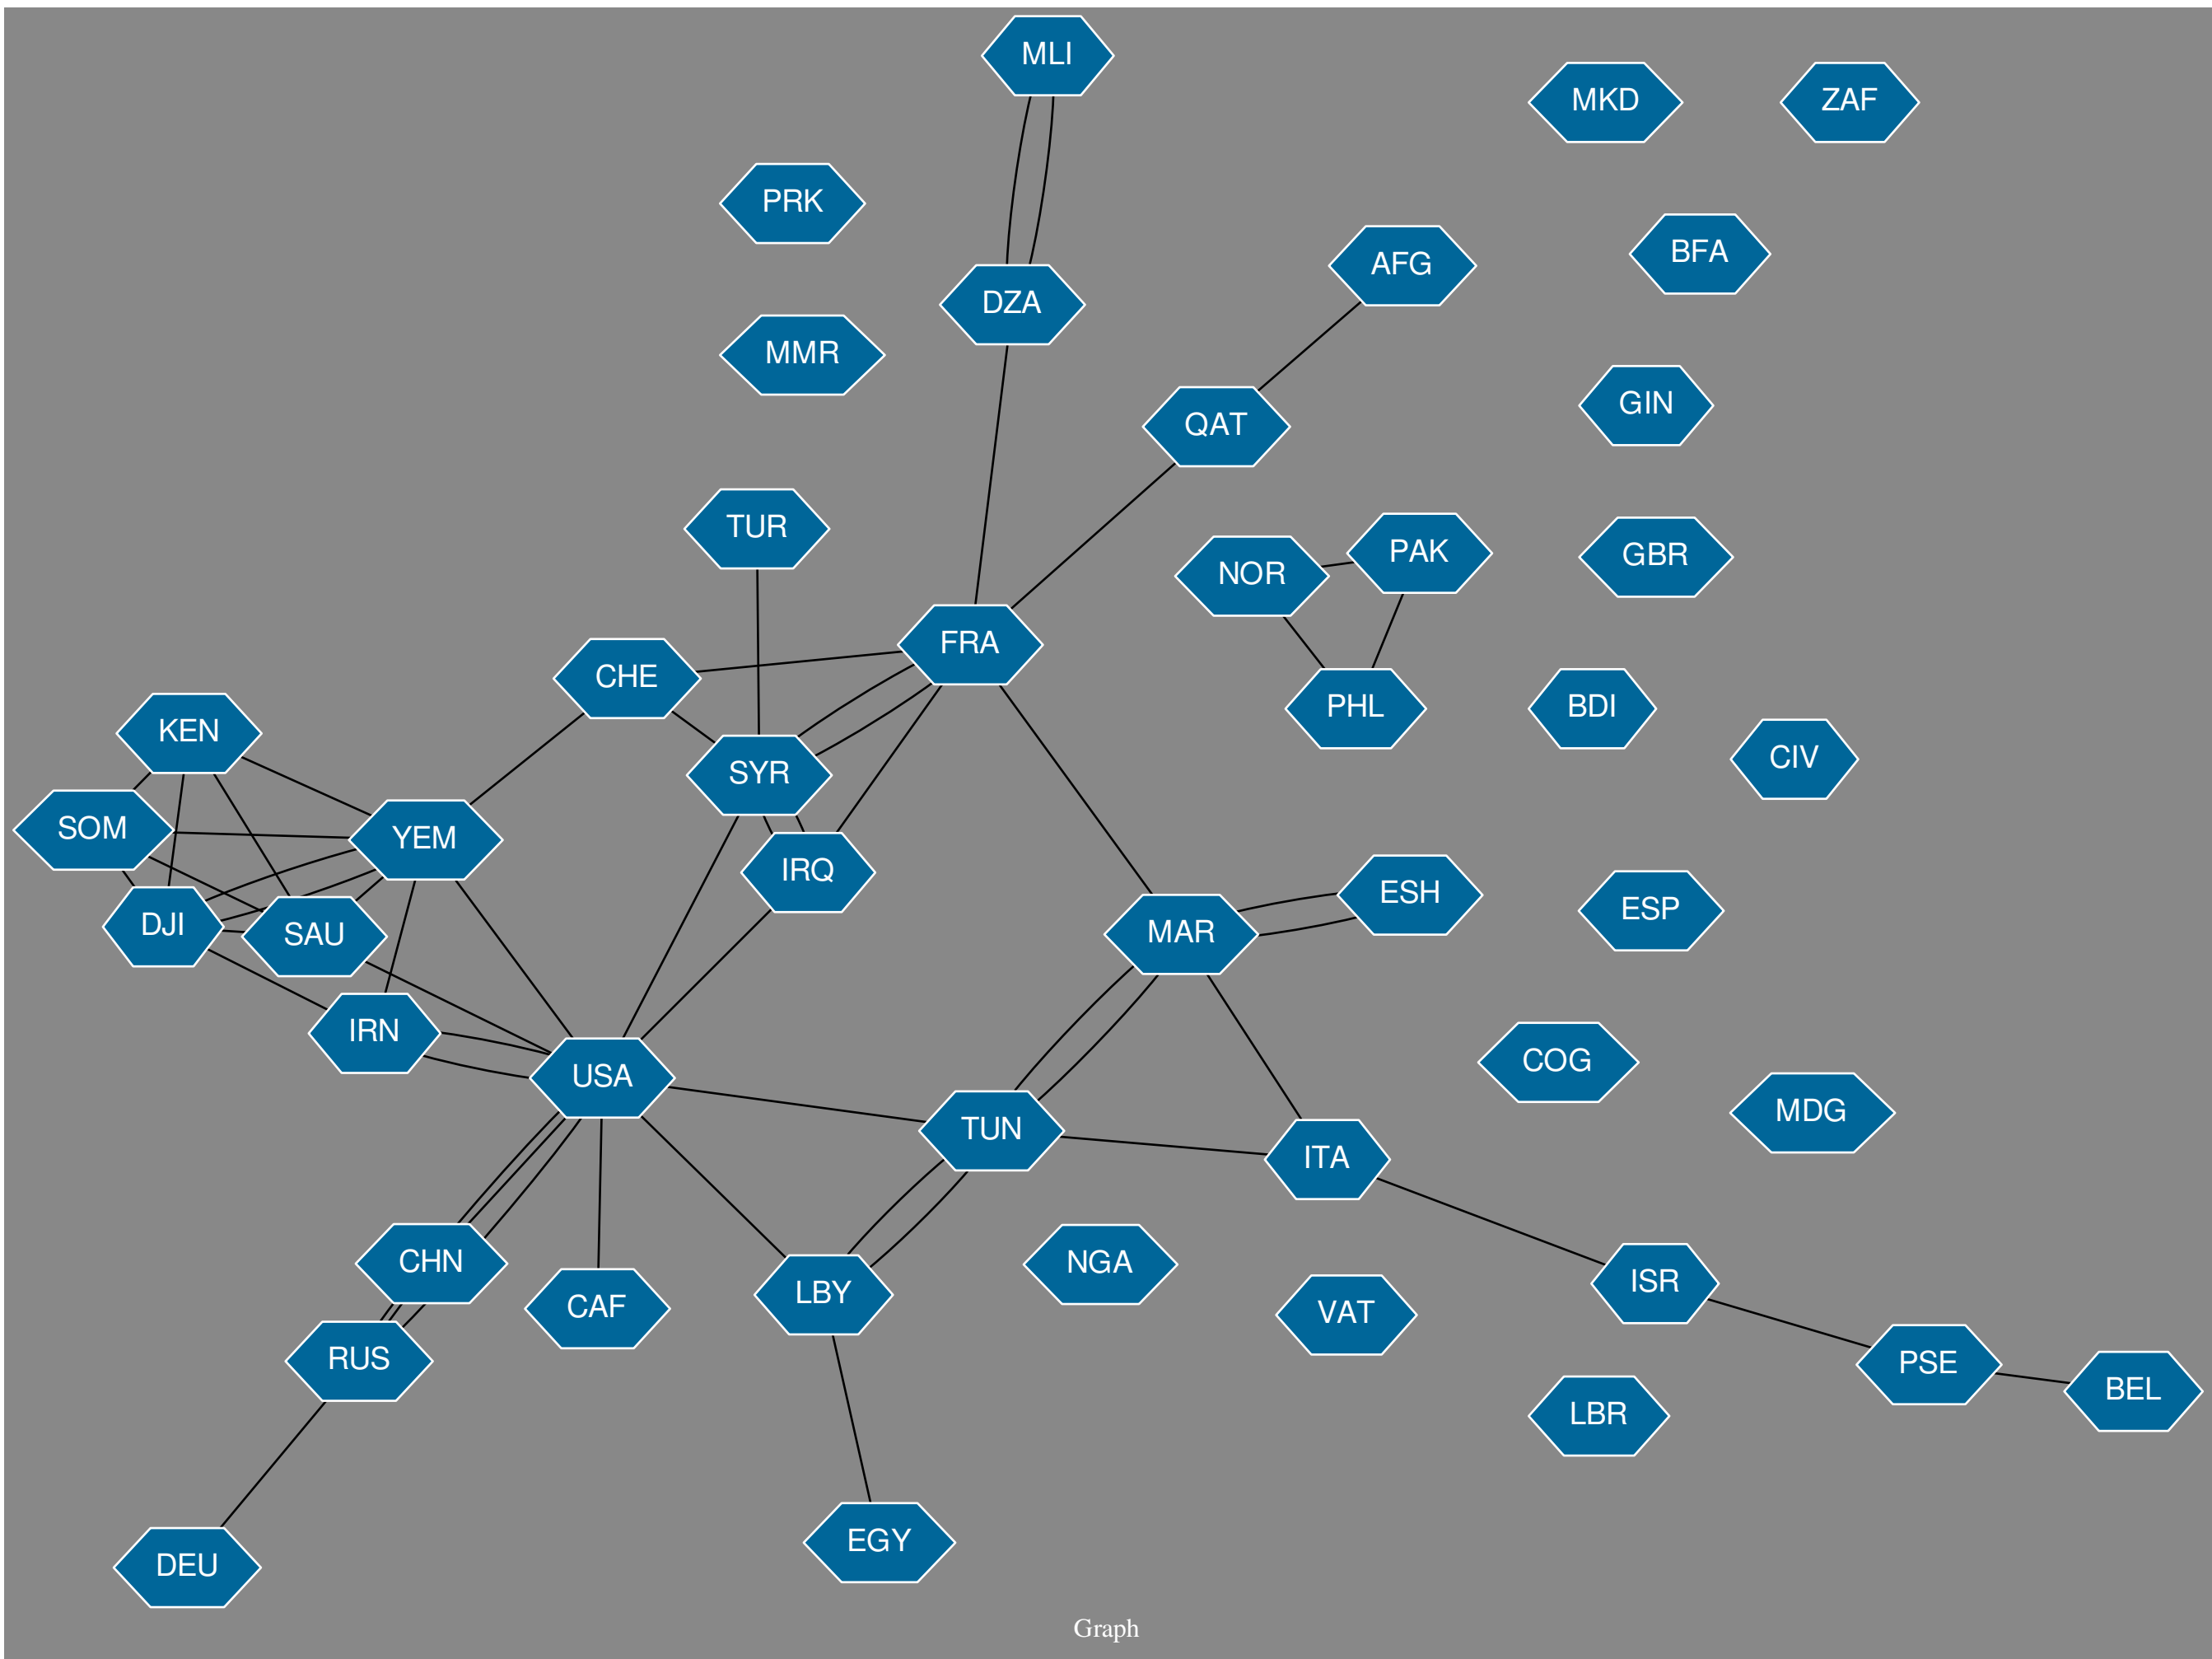 MLI
MKD
ZAF
PRK
BFA
AFG
DZA
MMR
GIN
QAT
TUR
PAK
GBR
NOR
FRA
CHE
PHL
BDI
KEN
CIV
SYR
SOM
YEM
IRQ
ESH
ESP
DJI
SAU
MAR
IRN
COG
USA
MDG
TUN
ITA
CHN
NGA
ISR
LBY
CAF
VAT
RUS
PSE
BEL
LBR
EGY
DEU
Graph